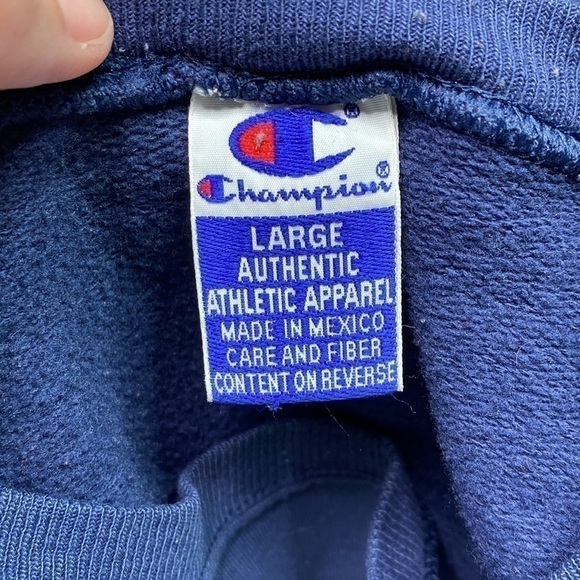 ®
Champion®
LARGE
AUTHENTIC
ATHLETIC APPAREL
MADE IN MEXICO
CARE AND FIBER
CONTENT ON REVERSE